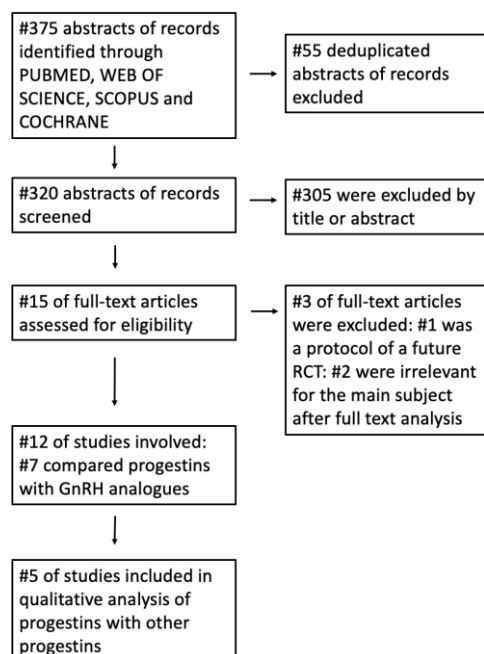 #375 abstracts of records
identified through
PUBMED, WEB OF
SCIENCE, SCOPUS and
COCHRANE
#55 deduplicated
abstracts of records
excluded
#320 abstracts of records
screened
#305 were excluded by
title or abstract
#15 of full-text articles
assessed for eligibility
#3 of full-text articles
were excluded: #1 was
a protocol of a future
RCT: #2 were irrelevant
for the main subject
after full text analysis
#12 of studies involved:
#7 compared progestins
with GnRH analogues
#5 of studies included in
qualitative analysis of
progestins with other
progestins